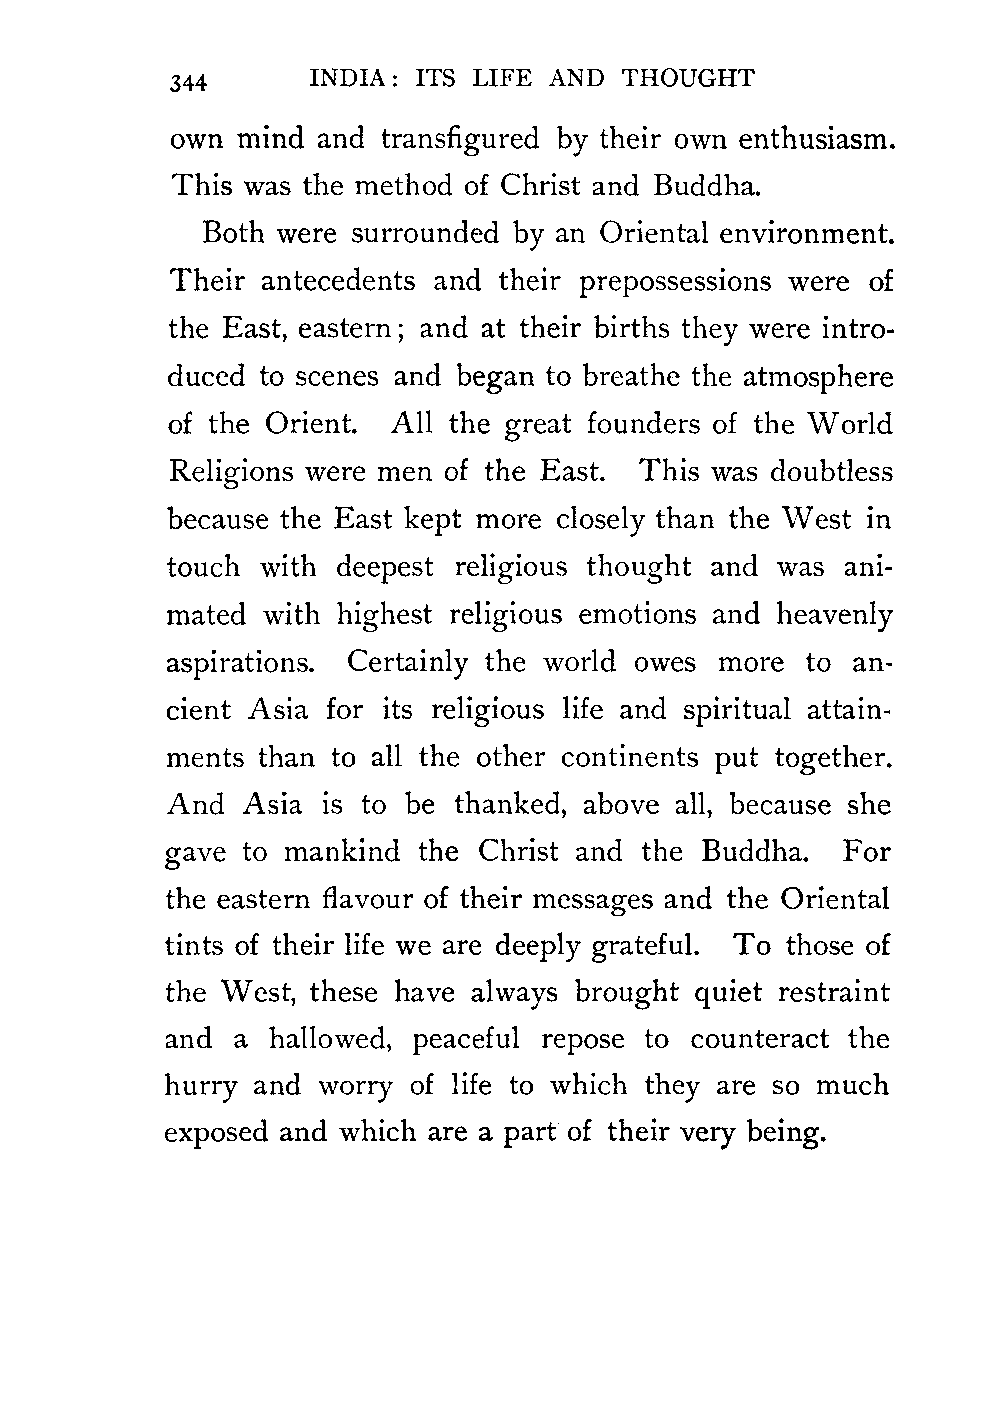 344 INDIA: ITS LIFE AND THOUGHT
own mind and transfigured by their own enthusiasm.
This was the method of Christ and Buddha.
Both were surrounded by an Oriental environment.
Their antecedents and their prepossessions were of
the East, eastern; and at their births they were intro-
duced to scenes and began to breathe the atmosphere
of the Orient. All the great founders of the World
Religions were men of the East. This was doubtless
because the East kept more closely than the West in
touch with deepest religious thought and was ani-
mated with highest religious emotions and heavenly
aspirations. Certainly the world owes more to an-
cient Asia for its religious life and spiritual attain-
ments than to all the other continents put together.
And Asia is to be thanked, above all, because she
gave to mankind the Christ and the Buddha. For
the eastern flavour of their messages and the Oriental
tints of their life we are deeply grateful. To those of
the West, these have always brought quiet restraint
and a hallowed, peaceful repose to counteract the
hurry and worry of life to which they are so much
exposed and which are a part of their very being.